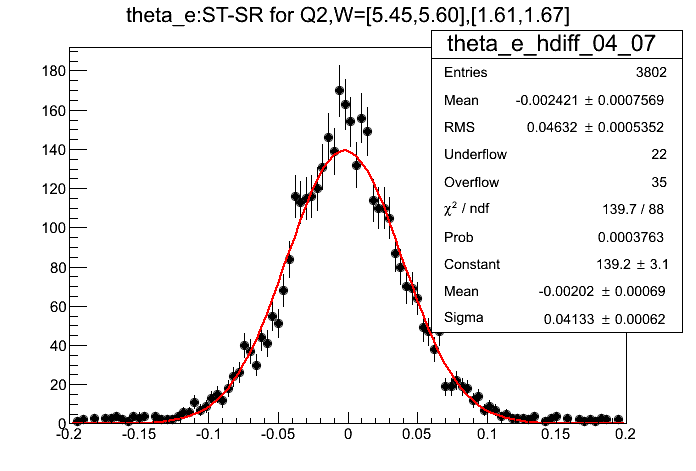 theta_e:ST-SR for Q2,W=[5.45,5.60],[1.61,1.67]
theta_e_hdiff_04_07
Entries 3802
Mean -0.002421 ± 0.0007569
RMS 0.04632 ± 0.0005352
Underflow 22
Overflow 35
χ² / ndf 139.7 / 88
Prob 0.0003763
Constant 139.2 ± 3.1
Mean -0.00202 ± 0.00069
Sigma 0.04133 ± 0.00062
180
160
140
120
100
80
60
40
20
0
-0.2 -0.15 -0.1 -0.05 0 0.05 0.1 0.15 0.2